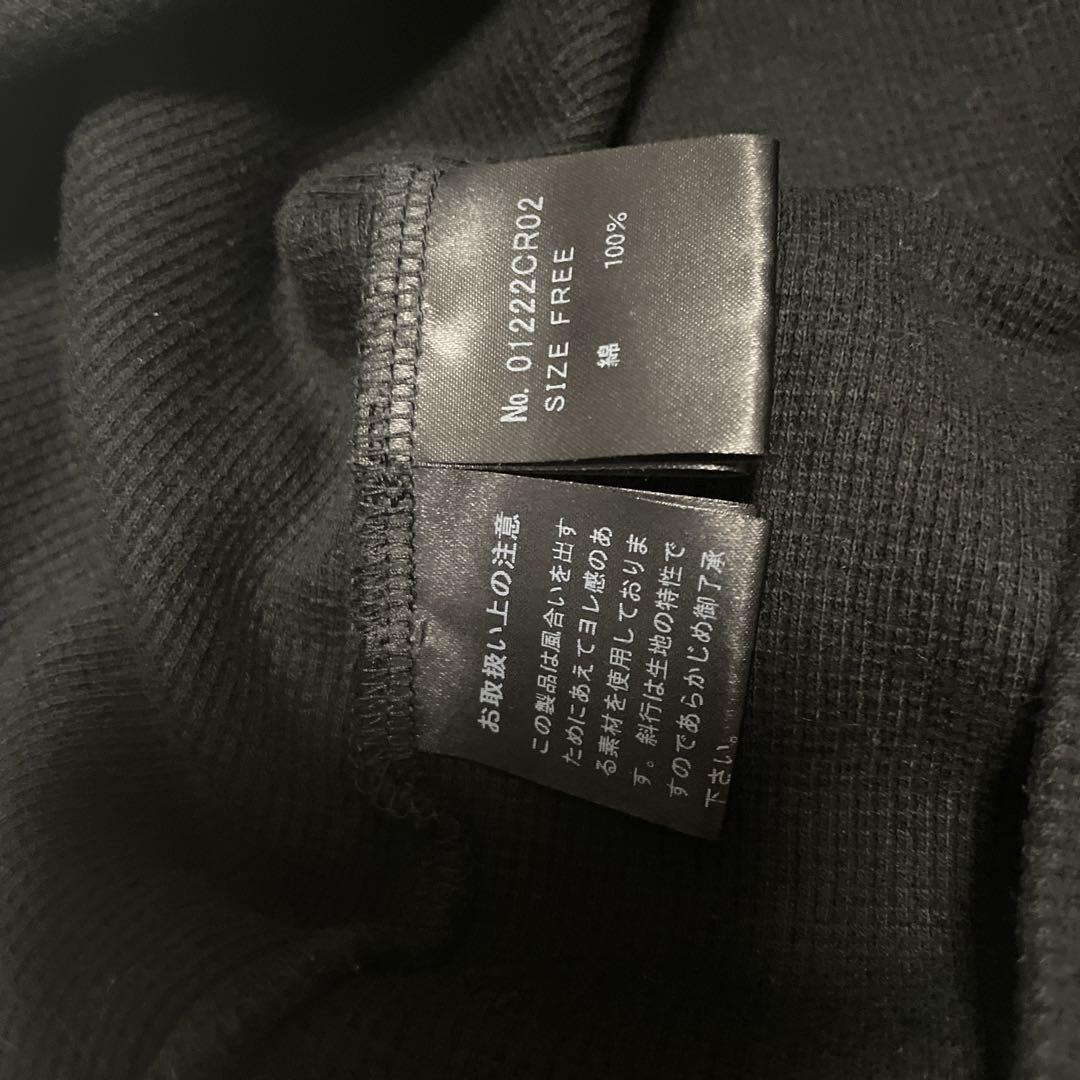 No. 01222CR02
SIZE FREE
綿 100%
お取扱い上の注意
この製品は風合いを出す
ためにあえてヨレ感のあ
る素材を使用しておりま
す。斜行は生地の特性で
すのであらかじめ御了承
下さい。